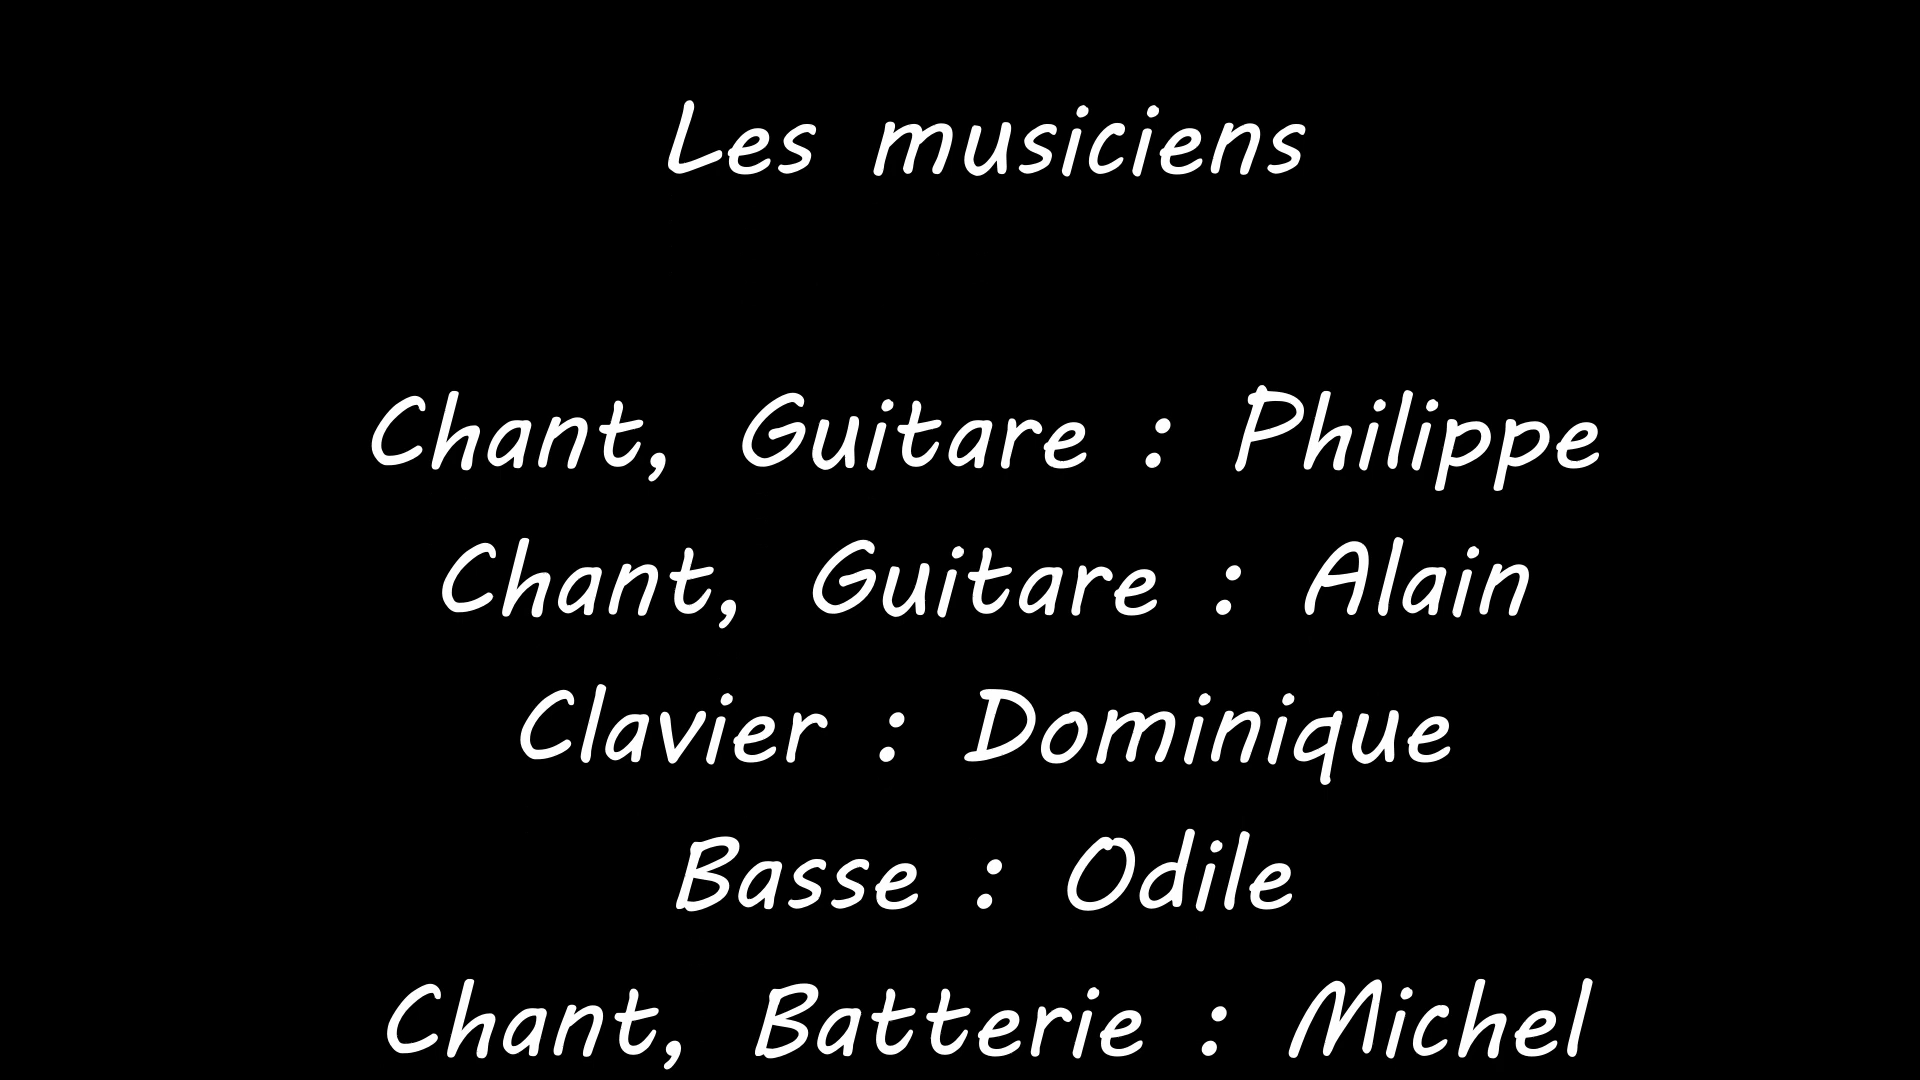 Les musiciens
Chant, Guitare : Philippe
Chant, Guitare : Alain
Clavier : Dominique
Basse : Odile
Chant, Batterie : Michel